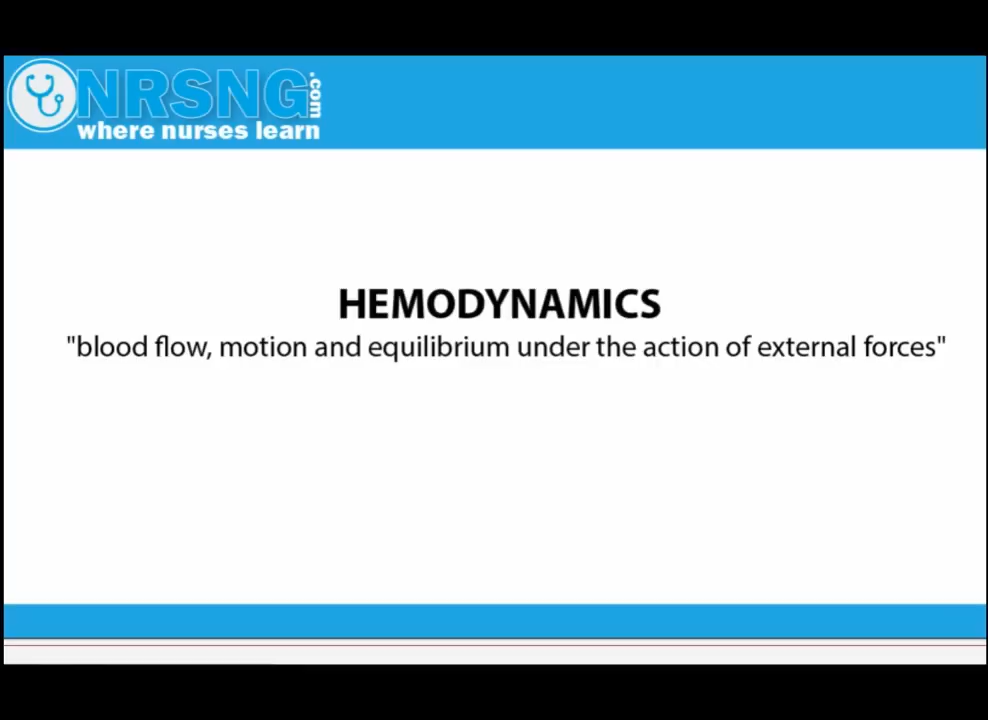 NRSNG.com
where nurses learn
HEMODYNAMICS
"blood flow, motion and equilibrium under the action of external forces"